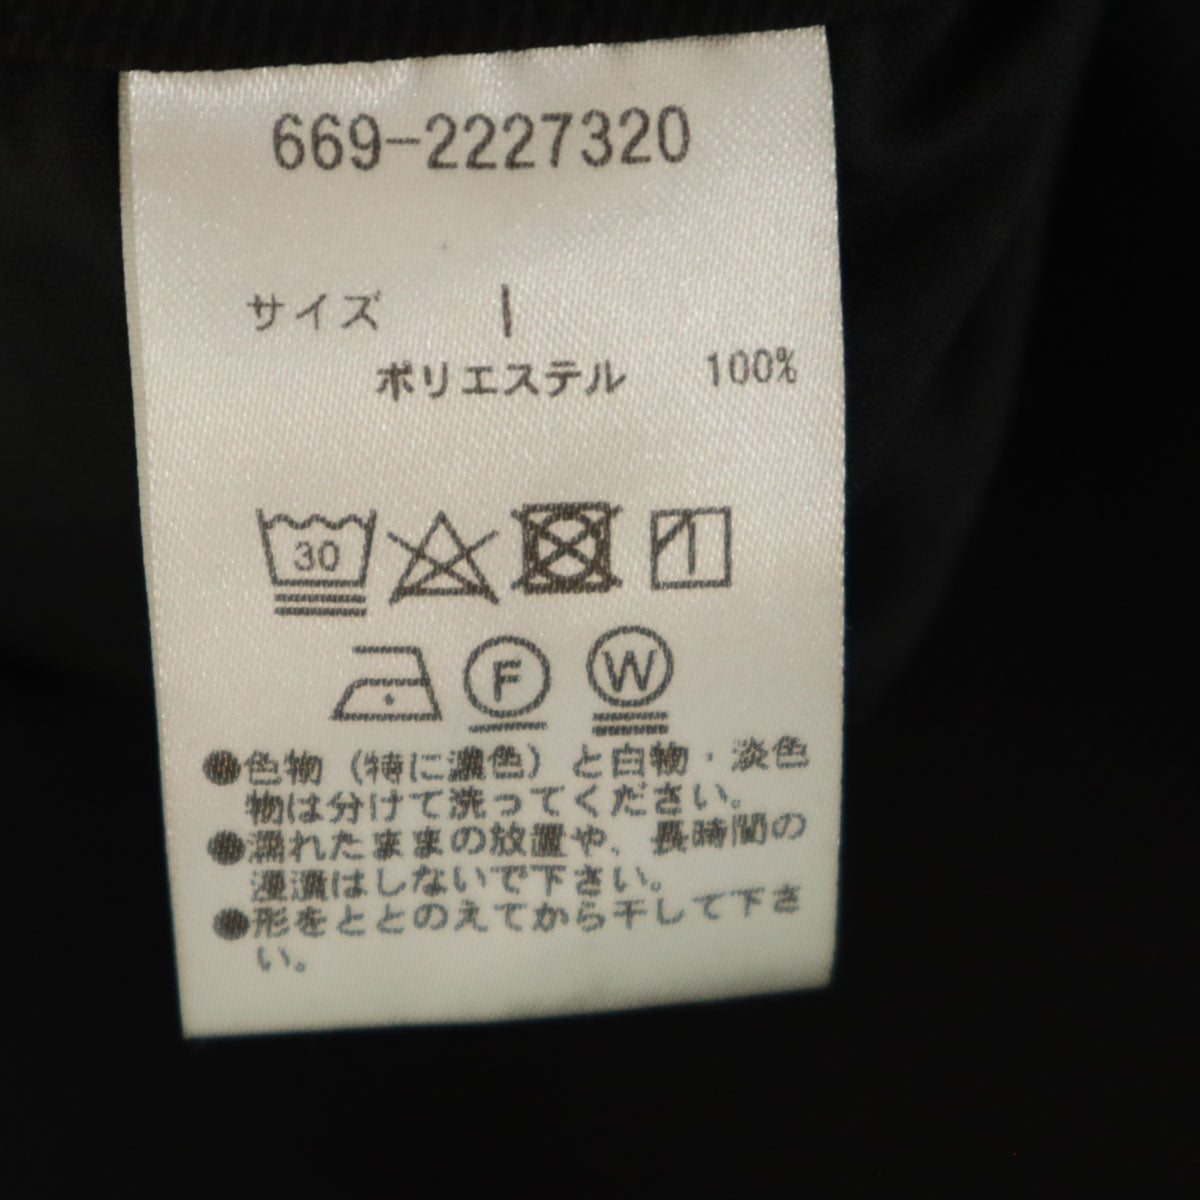 669-2227320
サイズ I
ポリエステル 100%
30
F
W
●色物（特に濃色）と白物・淡色
物は分けて洗ってください。
●濡れたままの放置や、長時間の
浸漬はしないで下さい。
●形をととのえてから干して下さ
い。